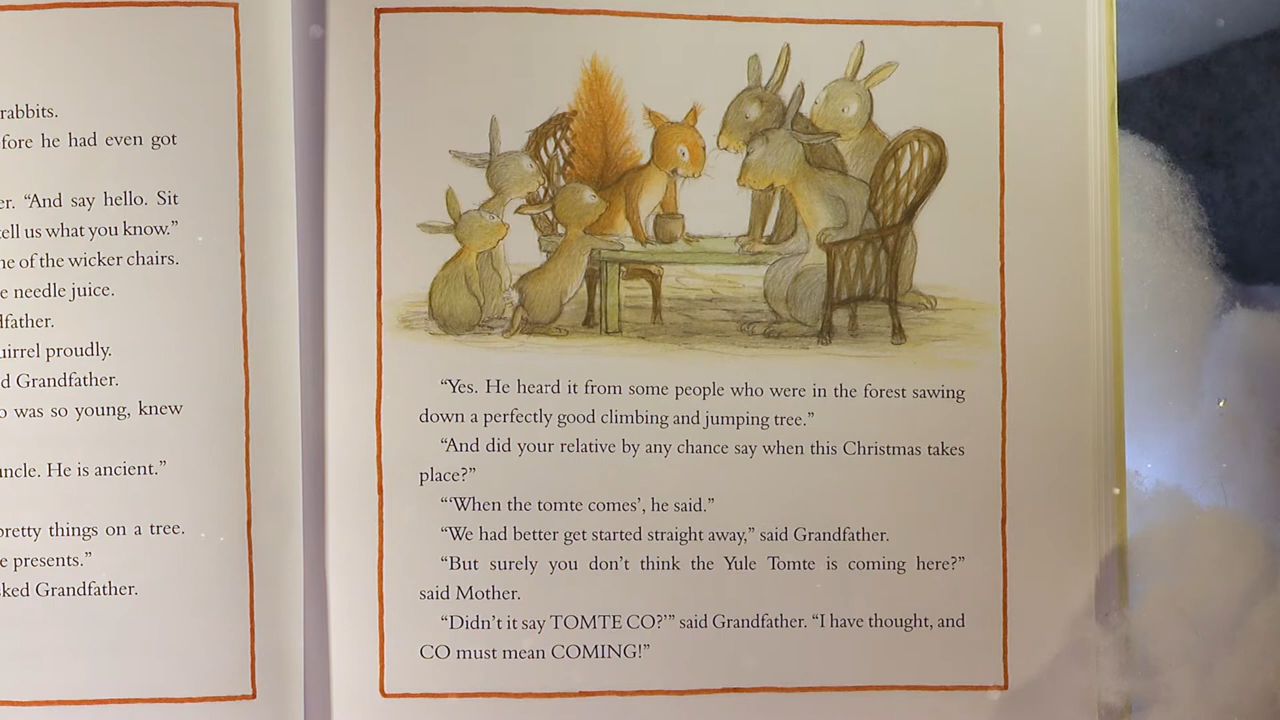 rabbits.
fore he had even got
er. “And say hello. Sit
tell us what you know.”
ne of the wicker chairs.
e needle juice.
dfather.
uirrel proudly.
d Grandfather.
o was so young, knew
uncle. He is ancient.”
pretty things on a tree.
e presents.”
ked Grandfather.
“Yes. He heard it from some people who were in the forest sawing
down a perfectly good climbing and jumping tree.”
“And did your relative by any chance say when this Christmas takes
place?”
“‘When the tomte comes’, he said.”
“We had better get started straight away,” said Grandfather.
“But surely you don’t think the Yule Tomte is coming here?”
said Mother.
“Didn’t it say TOMTE CO?’” said Grandfather. “I have thought, and
CO must mean COMING!”